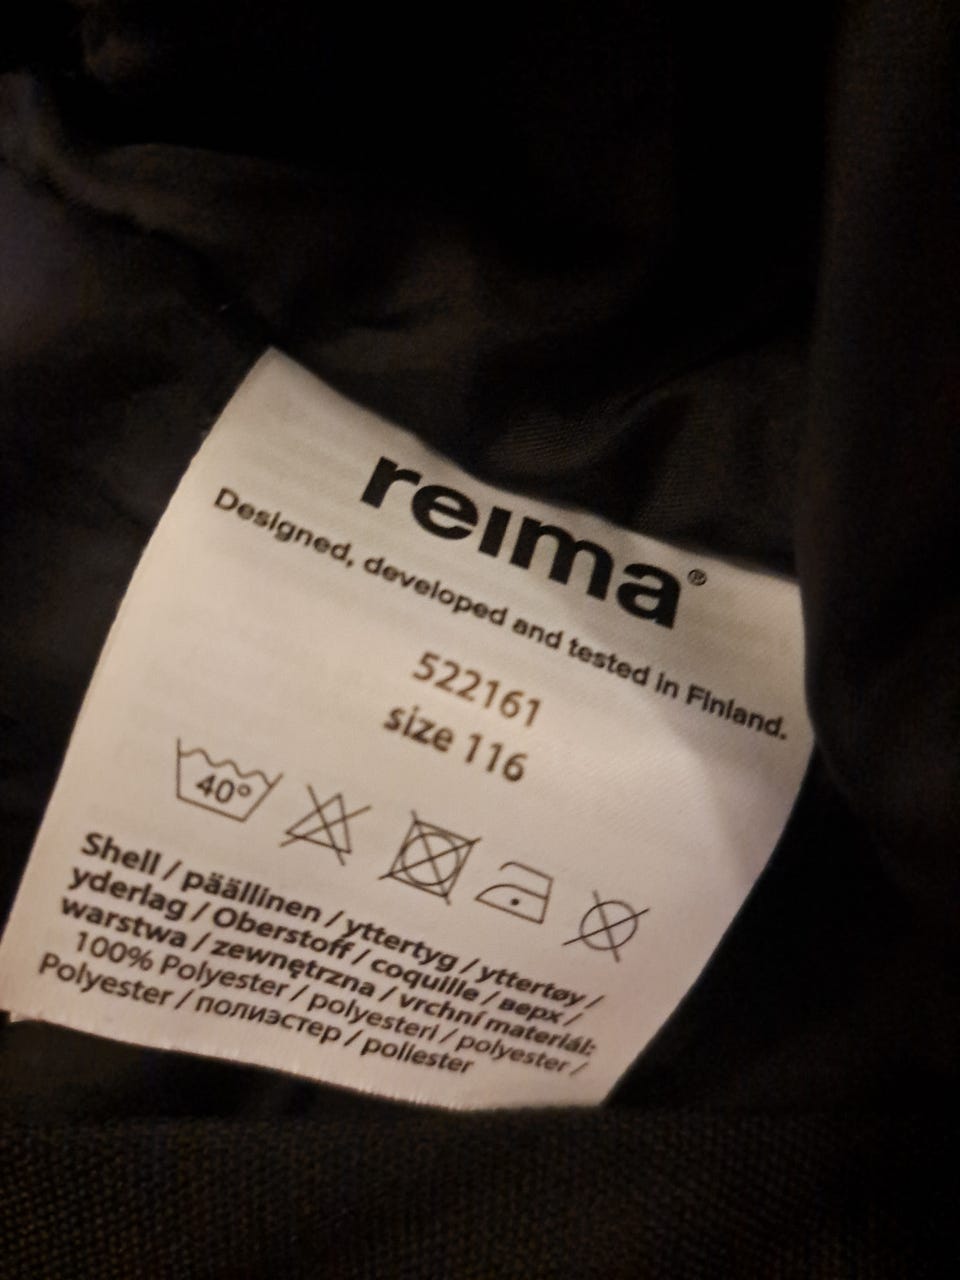 reima®
Designed, developed and tested in Finland.
522161
size 116
40°
Shell / päällinen / yttertyg / yttertøy /
yderlag / Oberstoff / coquille / верх /
warstwa / zewnętrzna / vrchní materiál:
100% Polyester / polyesteri / polyester /
Polyester / полиэстер / poliester